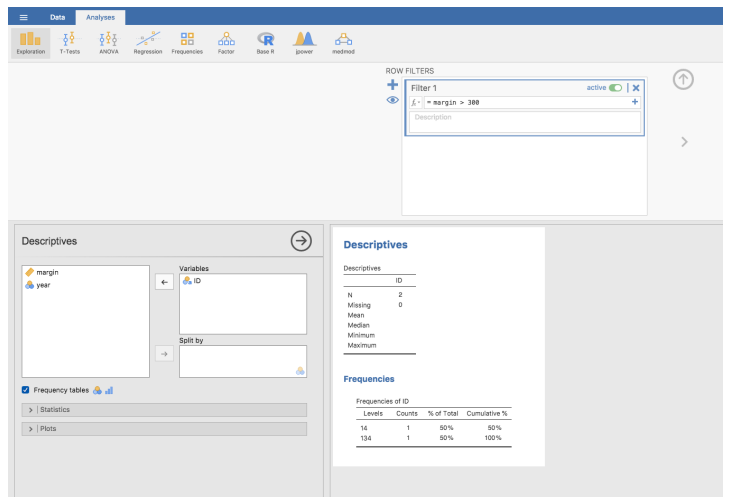 Data Analyses
Exploration T-Tests ANOVA Regression Frequencies Factor Base R jpower medmod
ROW FILTERS
Filter 1 active
fx = margin > 300
Description
Descriptives
margin
year
Variables
ID
Split by
Frequency tables
Statistics
Plots
Descriptives
Descriptives
ID
N 2
Missing 0
Mean
Median
Minimum
Maximum
Frequencies
Frequencies of ID
Levels Counts % of Total Cumulative %
14 1 50% 50%
134 1 50% 100%